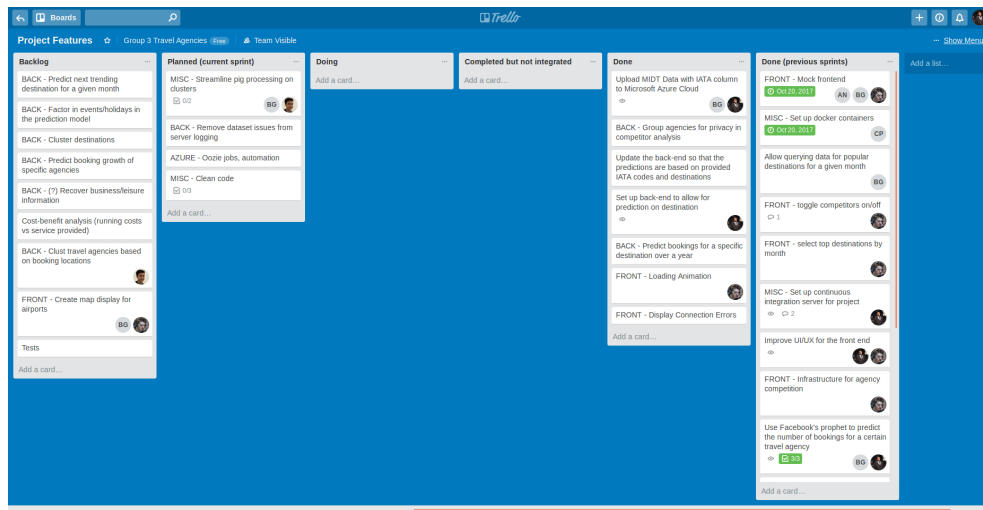 Boards
Trello
Project Features
Group 3 Travel Agencies Free
Team Visible
... Show Menu
Backlog
BACK - Predict next trending
destination for a given month
BACK - Factor in events/holidays in
the prediction model
BACK - Cluster destinations
BACK - Predict booking growth of
specific agencies
BACK - (?) Recover business/leisure
information
Cost-benefit analysis (running costs
vs service provided)
BACK - Clust travel agencies based
on booking locations
FRONT - Create map display for
airports
BG
Tests
Add a card...
Planned (current sprint)
MISC - Streamline pig processing on
clusters
0/2
BG
BACK - Remove dataset issues from
server logging
AZURE - Oozie jobs, automation
MISC - Clean code
0/3
Add a card...
Doing
Add a card...
Completed but not integrated
Add a card...
Done
Upload MIDT Data with IATA column
to Microsoft Azure Cloud
BG
BACK - Group agencies for privacy in
competitor analysis
Update the back-end so that the
predictions are based on provided
IATA codes and destinations
Set up back-end to allow for
prediction on destination
BACK - Predict bookings for a specific
destination over a year
FRONT - Loading Animation
FRONT - Display Connection Errors
Add a card...
Done (previous sprints)
FRONT - Mock frontend
Oct 20, 2017
AN BG
MISC - Set up docker containers
Oct 20, 2017
CP
Allow querying data for popular
destinations for a given month
BG
FRONT - toggle competitors on/off
1
FRONT - select top destinations by
month
MISC - Set up continuous
integration server for project
2
Improve UI/UX for the front end
FRONT - Infrastructure for agency
competition
Use Facebook's prophet to predict
the number of bookings for a certain
travel agency
3/3
BG
Add a card...
Add a list...